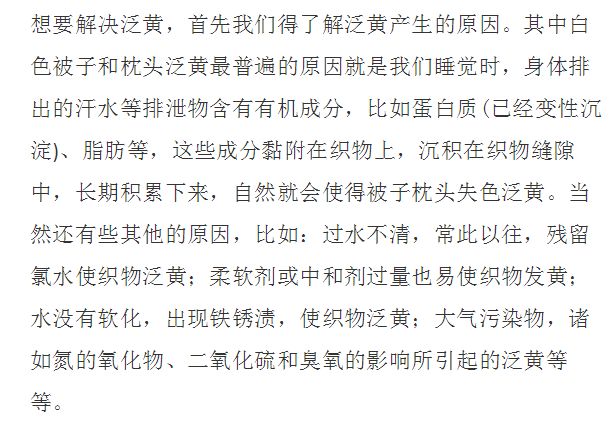 想要解决泛黄，首先我们得了解泛黄产生的原因。其中白
色被子和枕头泛黄最普遍的原因就是我们睡觉时，身体排
出的汗水等排泄物含有有机成分，比如蛋白质(已经变性沉
淀)、脂肪等，这些成分黏附在织物上，沉积在织物缝隙
中，长期积累下来，自然就会使得被子枕头失色泛黄。当
然还有些其他的原因，比如：过水不清，常此以往，残留
氯水使织物泛黄；柔软剂或中和剂过量也易使织物发黄；
水没有软化，出现铁锈渍，使织物泛黄；大气污染物，诸
如氮的氧化物、二氧化硫和臭氧的影响所引起的泛黄等
等。